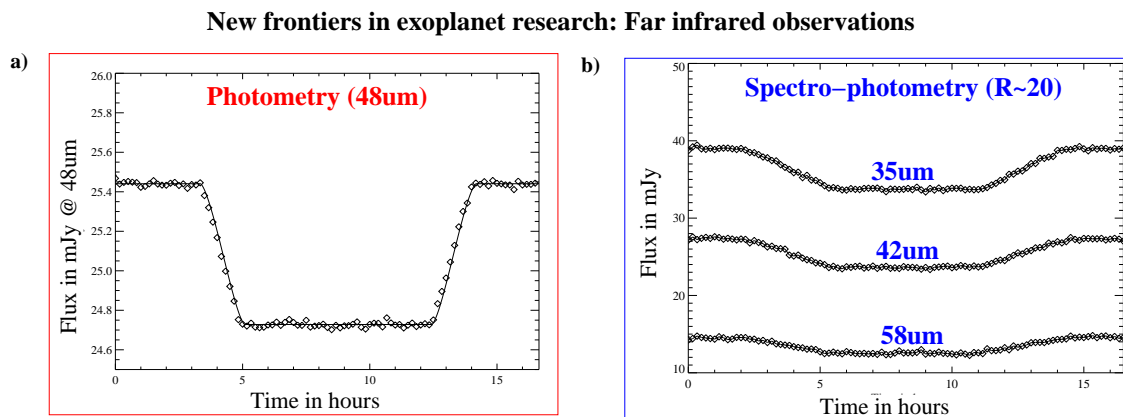 New frontiers in exoplanet research: Far infrared observations
a)
Photometry (48um)
Flux in mJy @ 48um
26.0
25.8
25.6
25.4
25.2
25.0
24.8
24.6
0
5
10
15
Time in hours
b)
Spectro-photometry (R~20)
Flux in mJy
50
40
30
20
10
35um
42um
58um
0
5
10
15
Time in hours